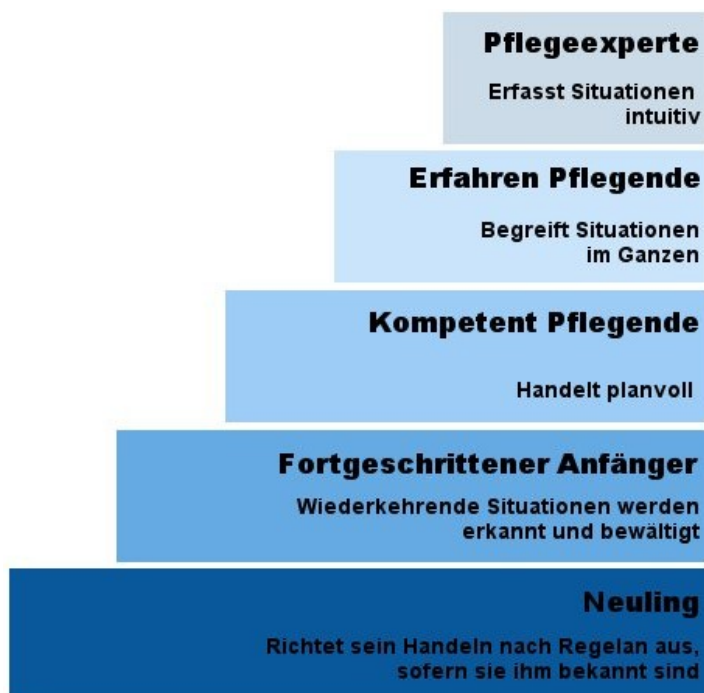 Pflegeexperte
Erfasst Situationen
intuitiv
Erfahren Pflegende
Begreift Situationen
im Ganzen
Kompetent Pflegende
Handelt planvoll
Fortgeschrittener Anfänger
Wiederkehrende Situationen werden
erkannt und bewältigt
Neuling
Richtet sein Handeln nach Regelan aus,
sofern sie ihm bekannt sind